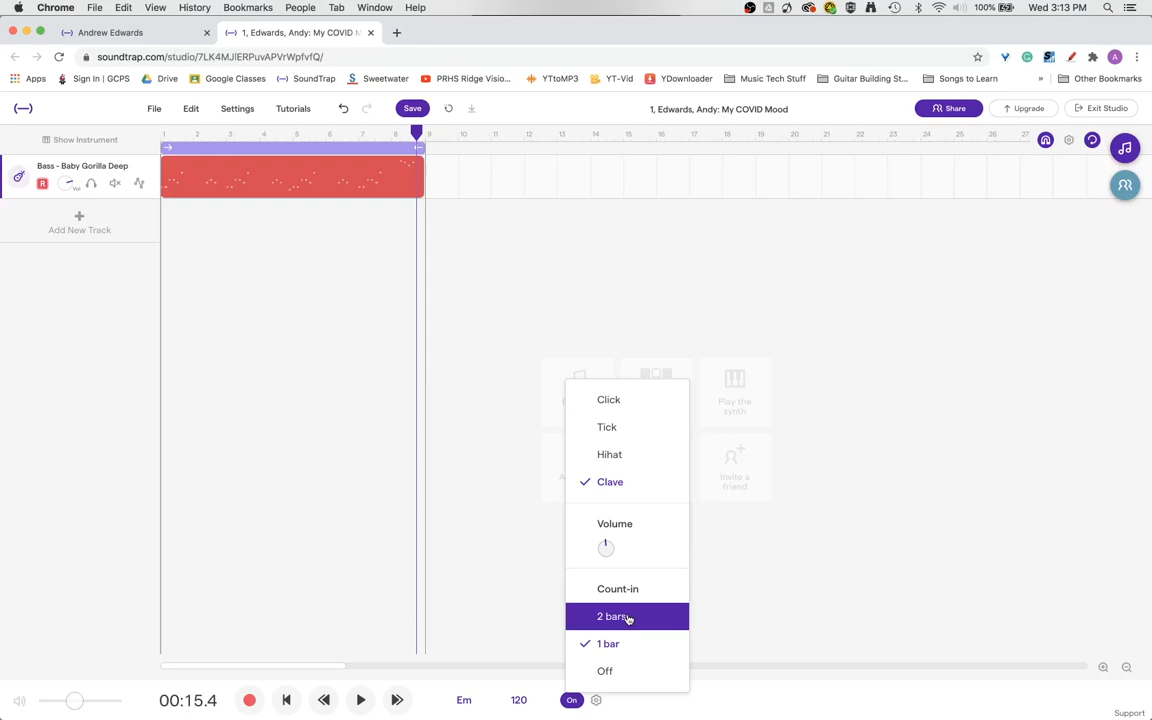 Chrome File Edit View History Bookmarks People Tab Window Help 100% Wed 3:13 PM
Andrew Edwards 1, Edwards, Andy: My COVID M
soundtrap.com/studio/7LK4MJIERPuvAPVrWpfvfQ/
Apps Sign In | GCPS Drive Google Classes SoundTrap Sweetwater PRHS Ridge Visio... YTtoMP3 YT-Vid YDownloader Music Tech Stuff Guitar Building St... Songs to Learn » Other Bookmarks
File Edit Settings Tutorials Save 1, Edwards, Andy: My COVID Mood Share Upgrade Exit Studio
Show Instrument 1 2 3 4 5 6 7 8 9 10 11 12 13 14 15 16 17 18 19 20 21 22 23 24 25 26 27
Bass - Baby Gorilla Deep
R Vol
Add New Track
Click
Tick
Hihat
Clave
Volume
Count-in
2 bars
1 bar
Off
Play the
synth
Invite a
friend
00:15.4 Em 120 On
Support